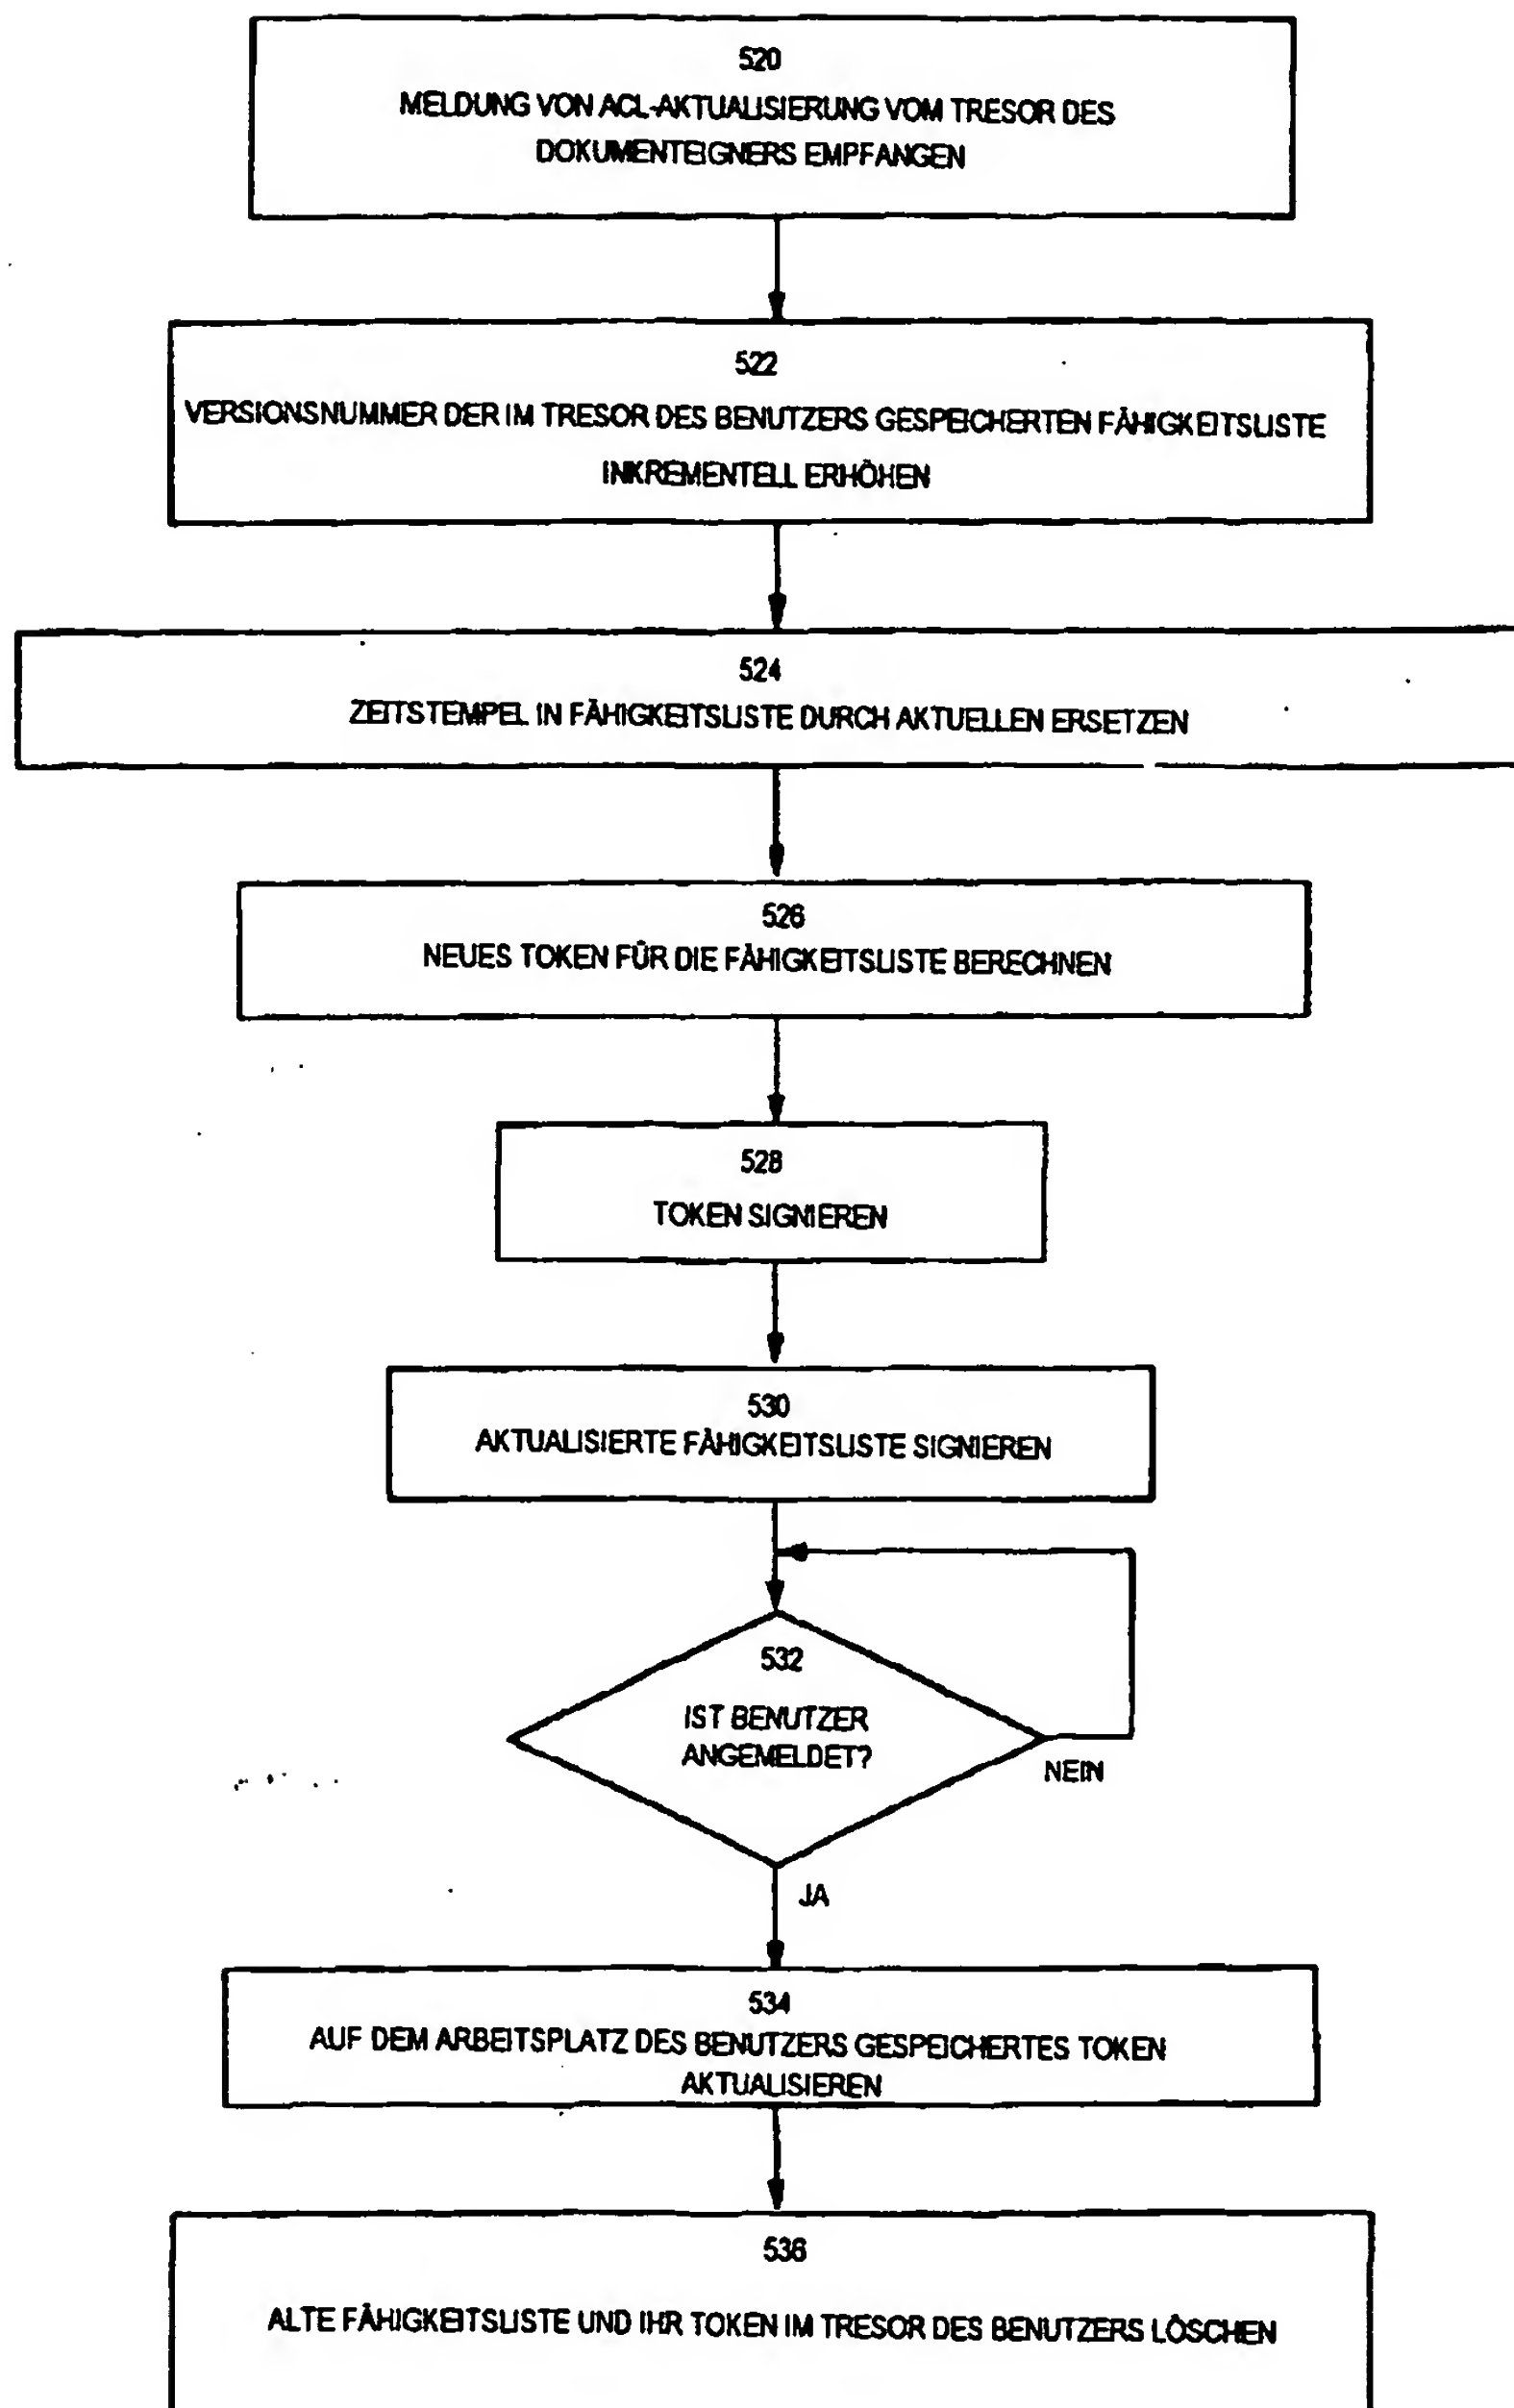 520
MELDUNG VON ACL-AKTUALISIERUNG VOM TRESOR DES
DOKUMENTEIGNERS EMPFANGEN
522
VERSIONSNUMMER DER IM TRESOR DES BENUTZERS GESPEICHERTEN FÄHIGKEITSLISTE
INKREMENTELL ERHÖHEN
524
ZEITSTEMPEL IN FÄHIGKEITSLISTE DURCH AKTUELLEN ERSETZEN
526
NEUES TOKEN FÜR DIE FÄHIGKEITSLISTE BERECHNEN
528
TOKEN SIGNIEREN
530
AKTUALISIERTE FÄHIGKEITSLISTE SIGNIEREN
532
IST BENUTZER
ANGEMELDET?
NEIN
JA
534
AUF DEM ARBEITSPLATZ DES BENUTZERS GESPEICHERTES TOKEN
AKTUALISIEREN
536
ALTE FÄHIGKEITSLISTE UND IHR TOKEN IM TRESOR DES BENUTZERS LÖSCHEN